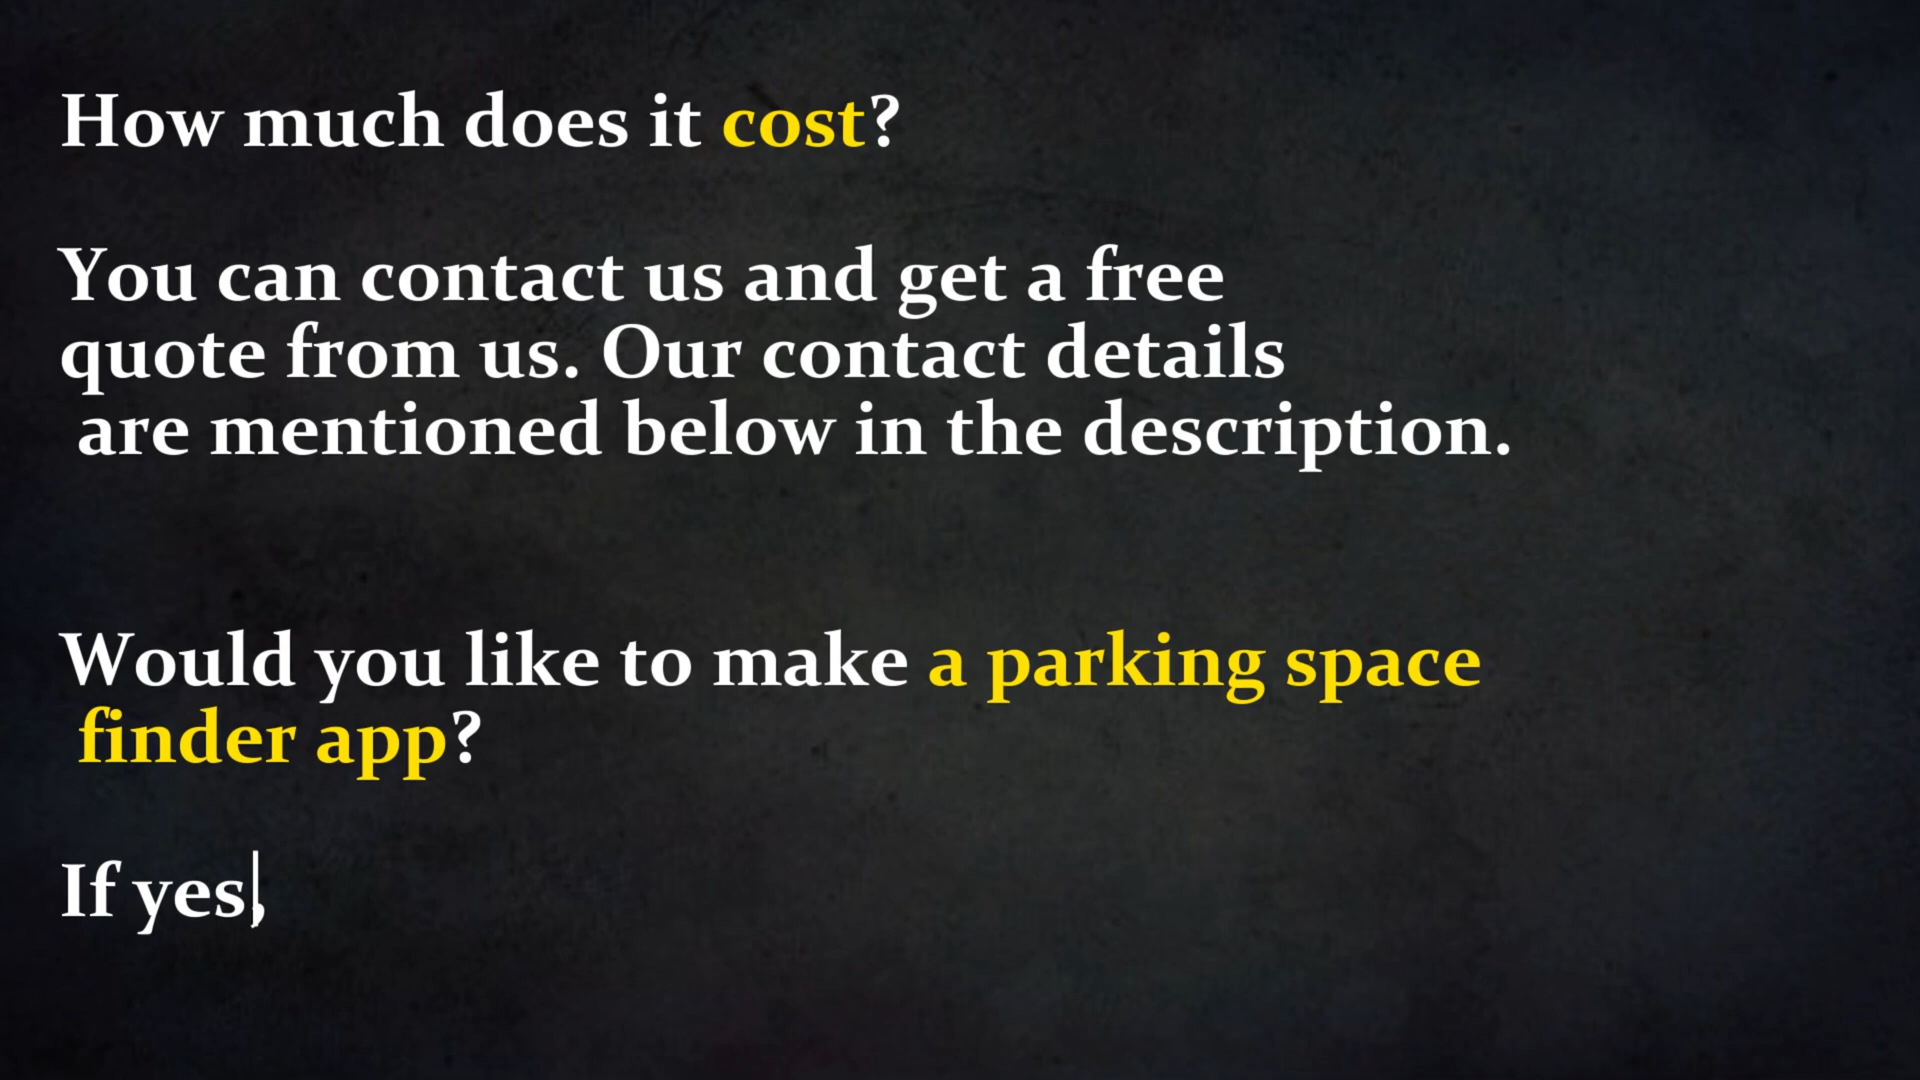 How much does it cost?
You can contact us and get a free
quote from us. Our contact details
are mentioned below in the description.
Would you like to make a parking space
finder app?
If yes,